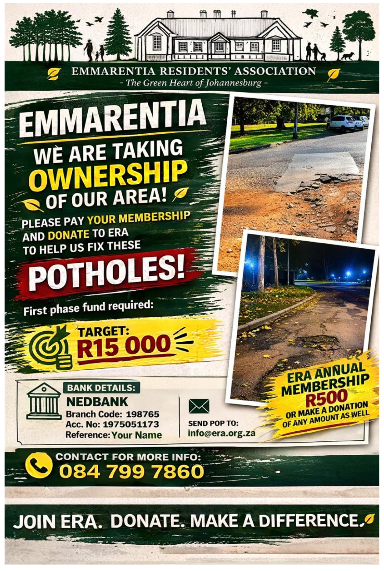 EMMARENTIA RESIDENTS' ASSOCIATION
- The Green Heart of Johannesburg -
EMMARENTIA
WE ARE TAKING
OWNERSHIP
OF OUR AREA!
PLEASE PAY YOUR MEMBERSHIP
AND DONATE TO ERA
TO HELP US FIX THESE
POTHOLES!
First phase fund required:
TARGET:
R15 000
ERA ANNUAL
MEMBERSHIP
R500
OR MAKE A DONATION
OF ANY AMOUNT AS WELL
BANK DETAILS:
NEDBANK
Branch Code: 198765
Acc. No: 1975051173
Reference: Your Name
SEND POP TO:
info@era.org.za
CONTACT FOR MORE INFO:
084 799 7860
JOIN ERA. DONATE. MAKE A DIFFERENCE.